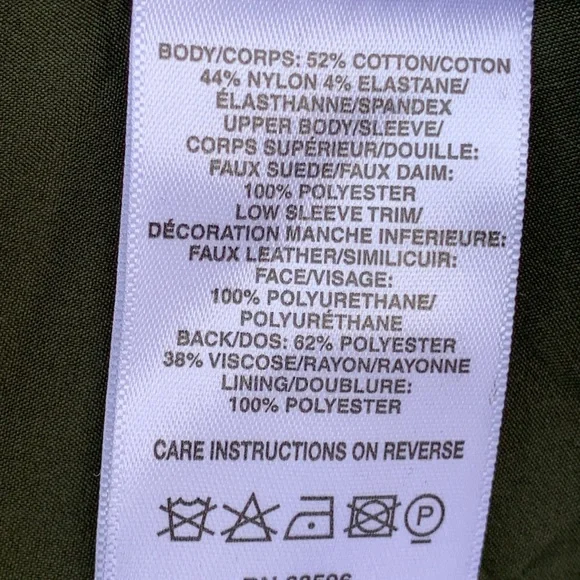 BODY/CORPS: 52% COTTON/COTON
44% NYLON 4% ELASTANE/
ÉLASTHANNE/SPANDEX
UPPER BODY/SLEEVE/
CORPS SUPÉRIEUR/DOUILLE:
FAUX SUEDE/FAUX DAIM:
100% POLYESTER
LOW SLEEVE TRIM/
DÉCORATION MANCHE INFERIEURE:
FAUX LEATHER/SIMILICUIR:
FACE/VISAGE:
100% POLYURETHANE/
POLYURÉTHANE
BACK/DOS: 62% POLYESTER
38% VISCOSE/RAYON/RAYONNE
LINING/DOUBLURE:
100% POLYESTER
CARE INSTRUCTIONS ON REVERSE
P